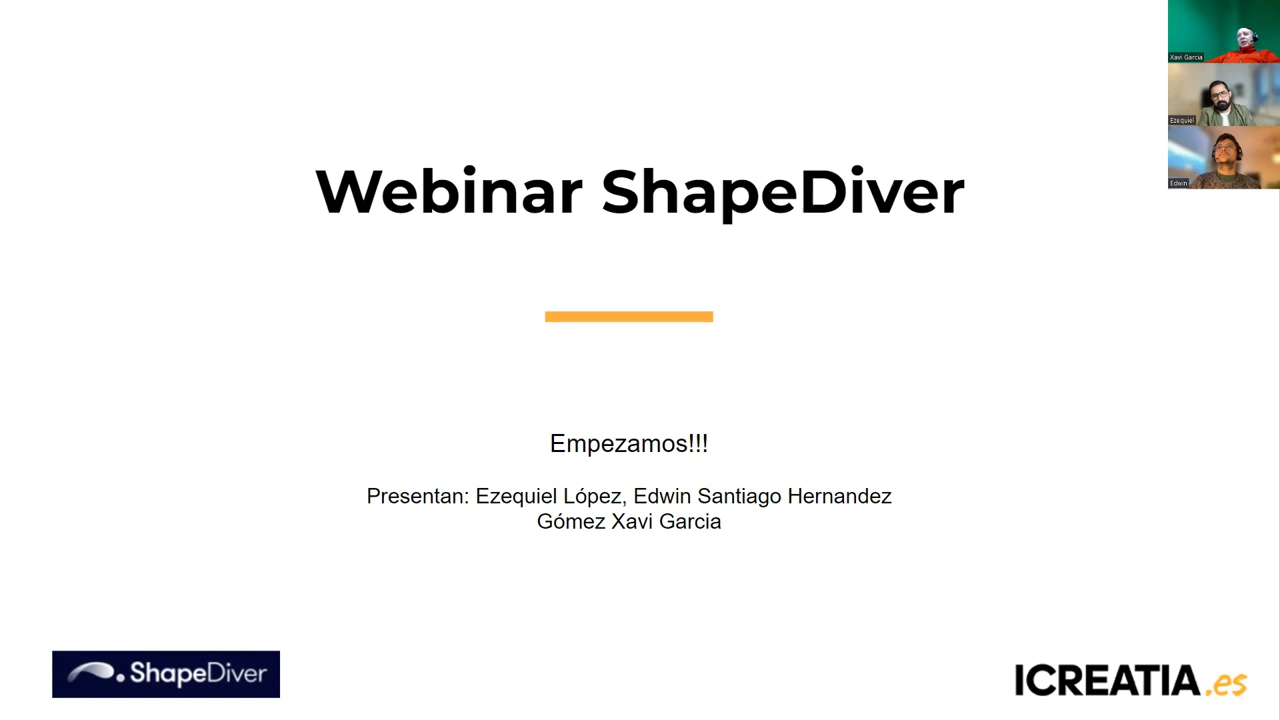 Xavi Garcia
Ezequiel
Edwin
Webinar ShapeDiver
Empezamos!!!
Presentan: Ezequiel López, Edwin Santiago Hernandez
Gómez Xavi Garcia
ShapeDiver
ICREATIA.es